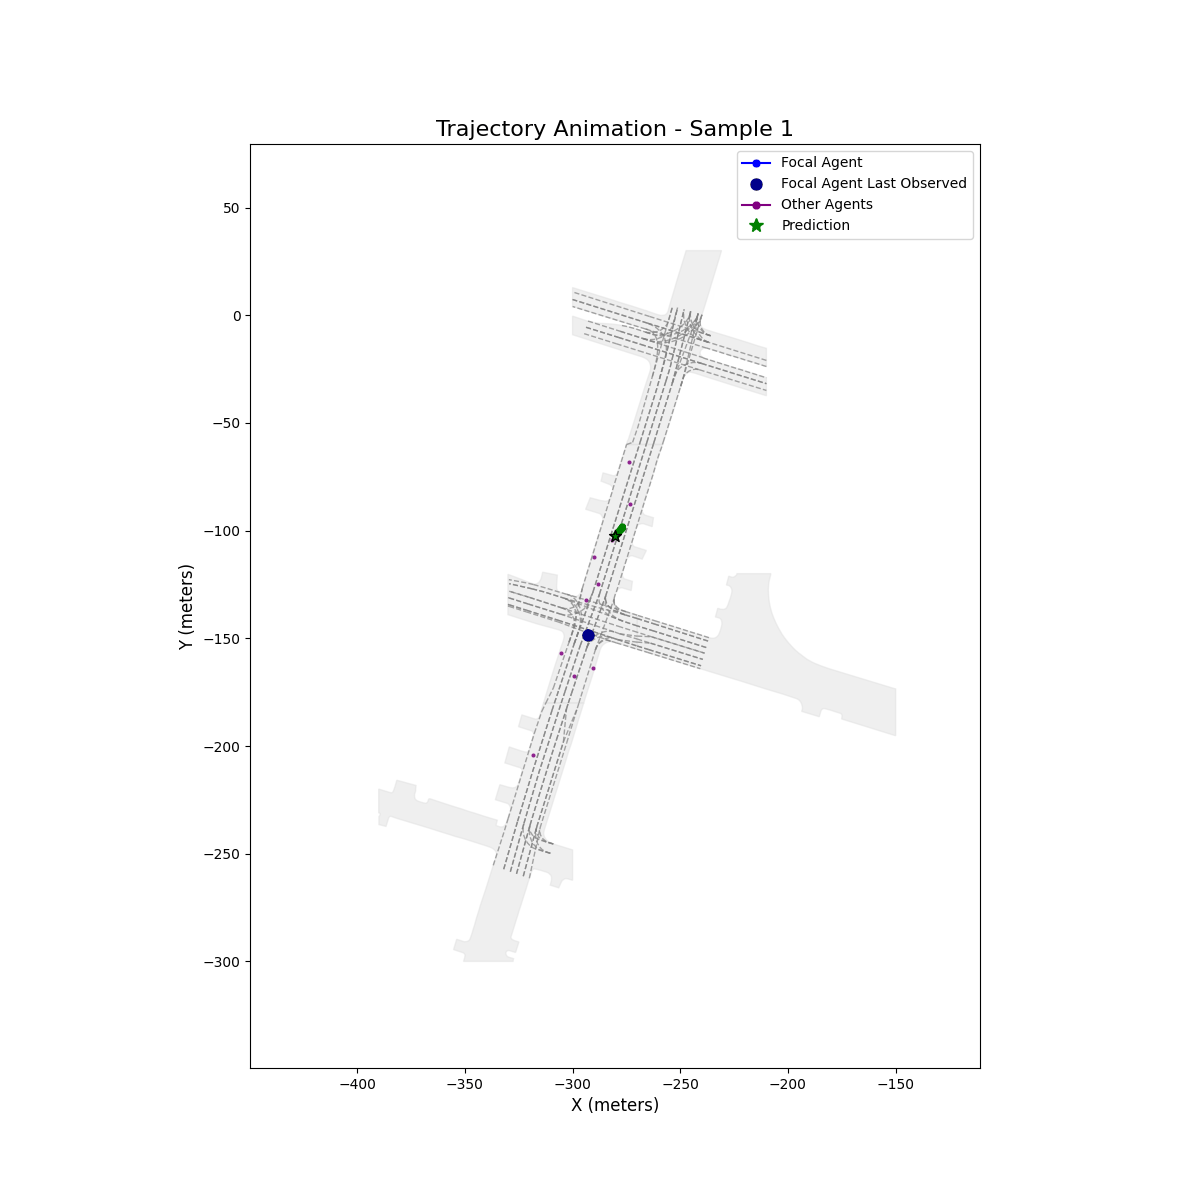 Trajectory Animation - Sample 1
Focal Agent
Focal Agent Last Observed
Other Agents
Prediction
50
0
−50
−100
−150
−200
−250
−300
Y (meters)
−400
−350
−300
−250
−200
−150
X (meters)